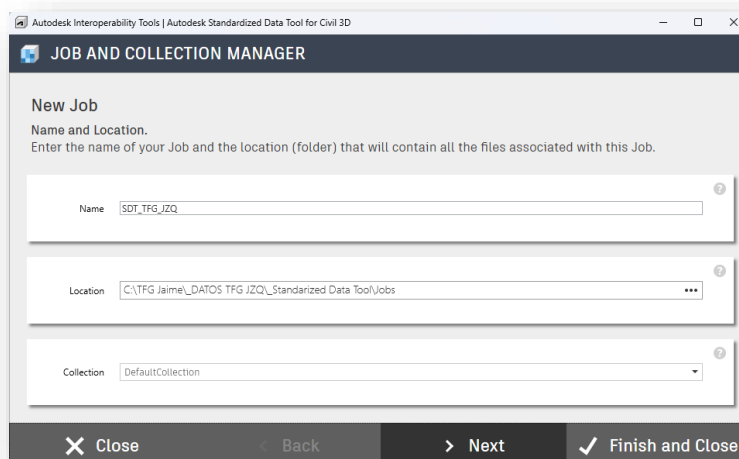 Autodesk Interoperability Tools | Autodesk Standardized Data Tool for Civil 3D
JOB AND COLLECTION MANAGER
New Job
Name and Location.
Enter the name of your Job and the location (folder) that will contain all the files associated with this Job.
Name SDT_TFG_JZQ
Location C:\TFG Jaime\_DATOS TFG JZQ\_Standarized Data Tool\Jobs
Collection DefaultCollection
Close < Back > Next Finish and Close